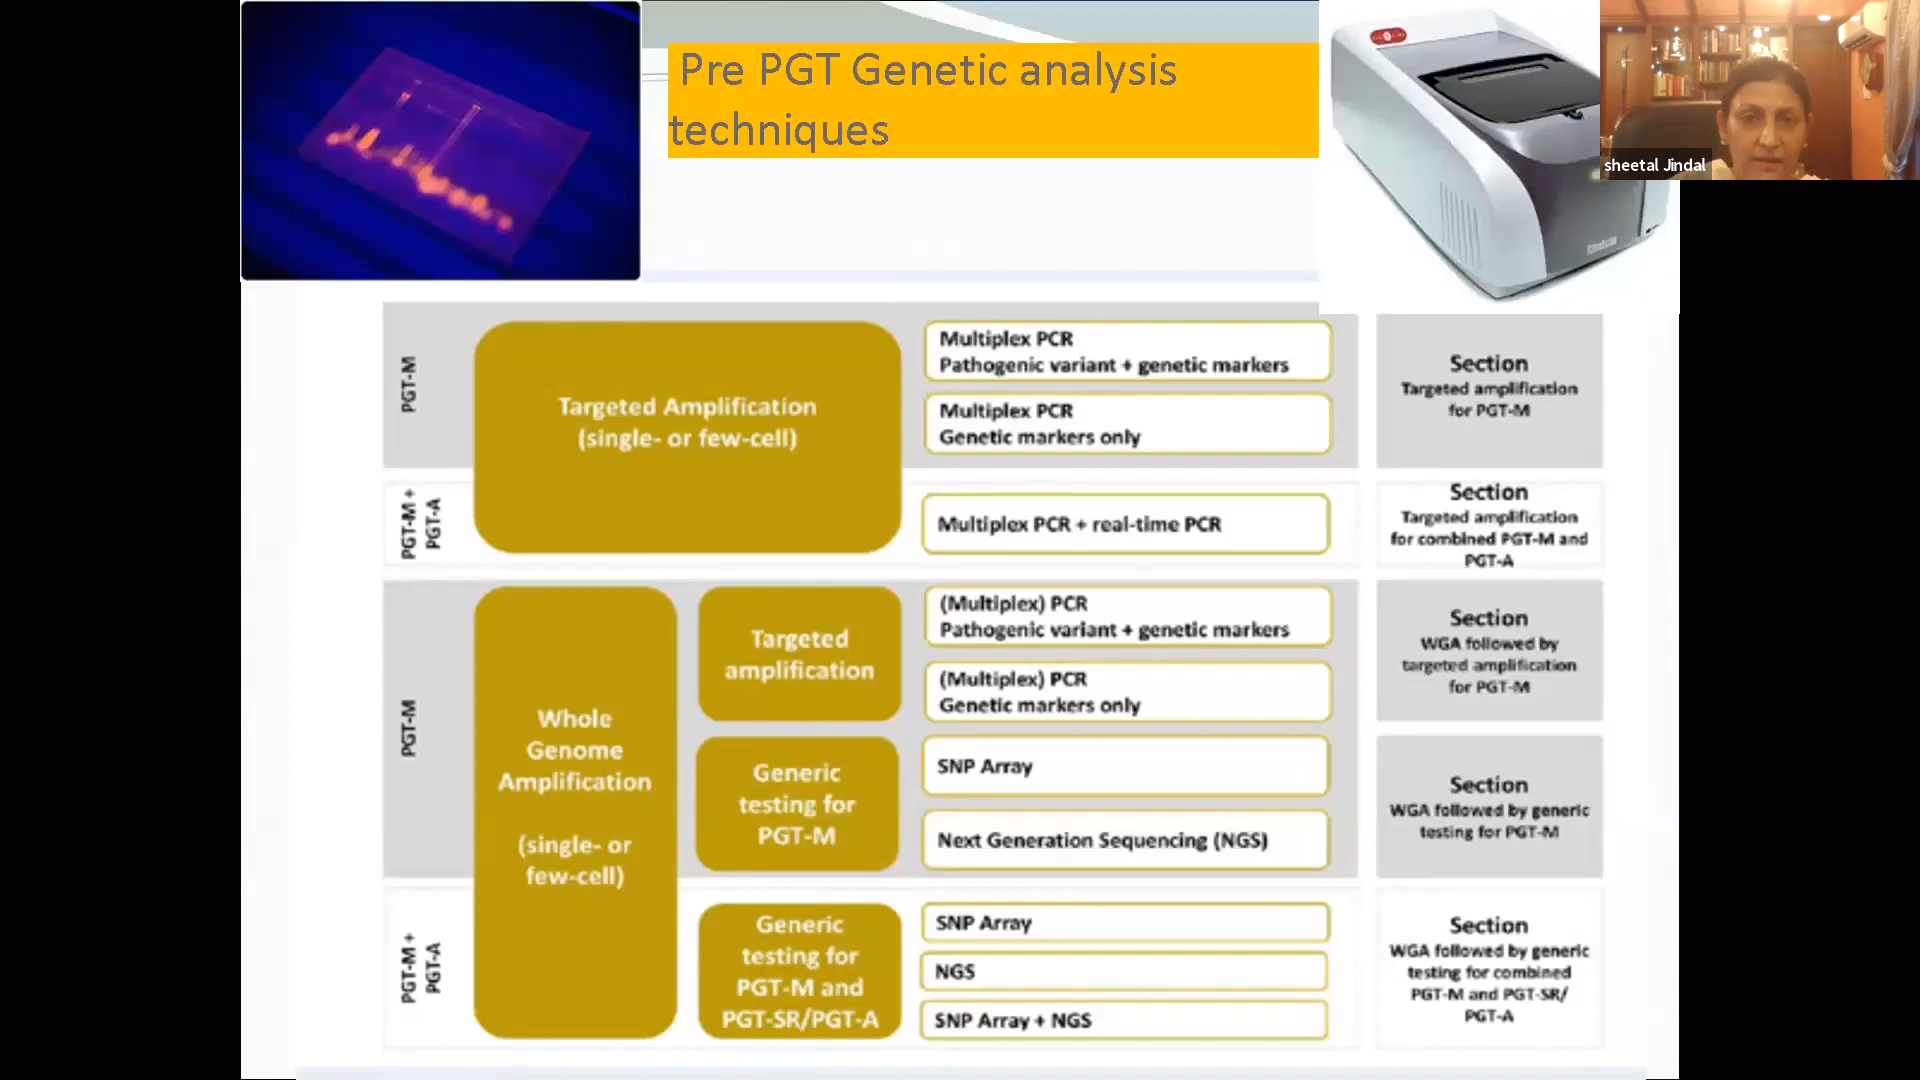 Pre PGT Genetic analysis
techniques
sheetal Jindal
PGT-M
Targeted Amplification
(single- or few-cell)
Multiplex PCR
Pathogenic variant + genetic markers
Multiplex PCR
Genetic markers only
Section
Targeted amplification
for PGT-M
PGT-M +
PGT-A
Multiplex PCR + real-time PCR
Section
Targeted amplification
for combined PGT-M and
PGT-A
PGT-M
Whole
Genome
Amplification
(single- or
few-cell)
Targeted
amplification
(Multiplex) PCR
Pathogenic variant + genetic markers
(Multiplex) PCR
Genetic markers only
Section
WGA followed by
targeted amplification
for PGT-M
Generic
testing for
PGT-M
SNP Array
Next Generation Sequencing (NGS)
Section
WGA followed by generic
testing for PGT-M
PGT-M +
PGT-A
Generic
testing for
PGT-M and
PGT-SR/PGT-A
SNP Array
NGS
SNP Array + NGS
Section
WGA followed by generic
testing for combined
PGT-M and PGT-SR/
PGT-A